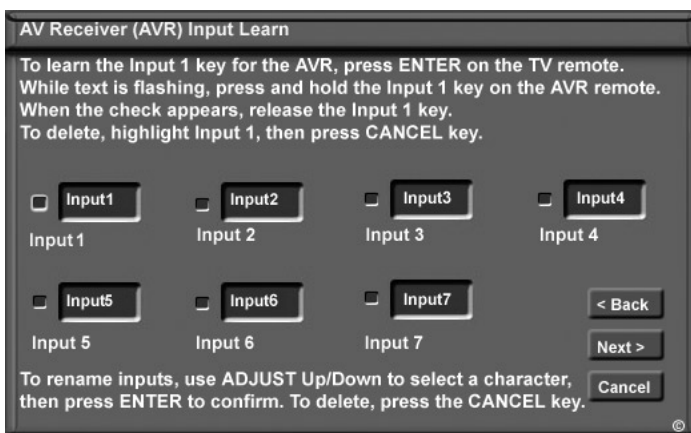 AV Receiver (AVR) Input Learn
To learn the Input 1 key for the AVR, press ENTER on the TV remote.
While text is flashing, press and hold the Input 1 key on the AVR remote.
When the check appears, release the Input 1 key.
To delete, highlight Input 1, then press CANCEL key.
Input1 Input2 Input3 Input4
Input 1 Input 2 Input 3 Input 4
Input5 Input6 Input7
< Back
Input 5 Input 6 Input 7
Next >
To rename inputs, use ADJUST Up/Down to select a character,
then press ENTER to confirm. To delete, press the CANCEL key.
Cancel
©